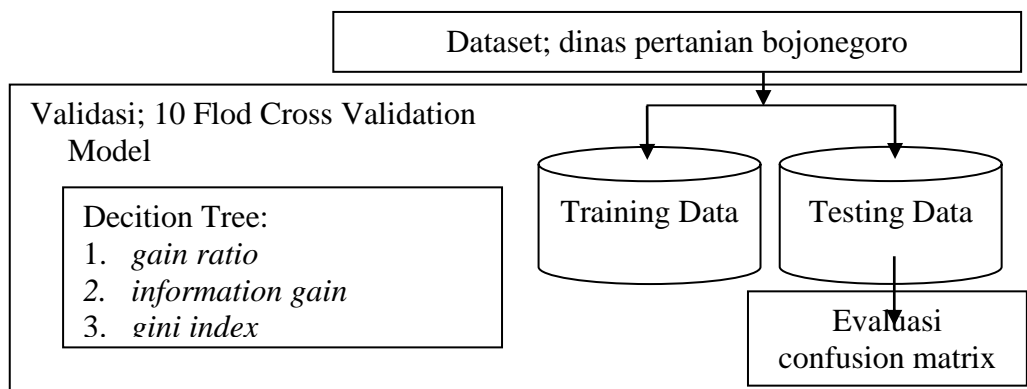 Dataset; dinas pertanian bojonegoro
Validasi; 10 Flod Cross Validation
Model
Decition Tree:
1. gain ratio
2. information gain
3. gini index
Training Data
Testing Data
Evaluasi
confusion matrix